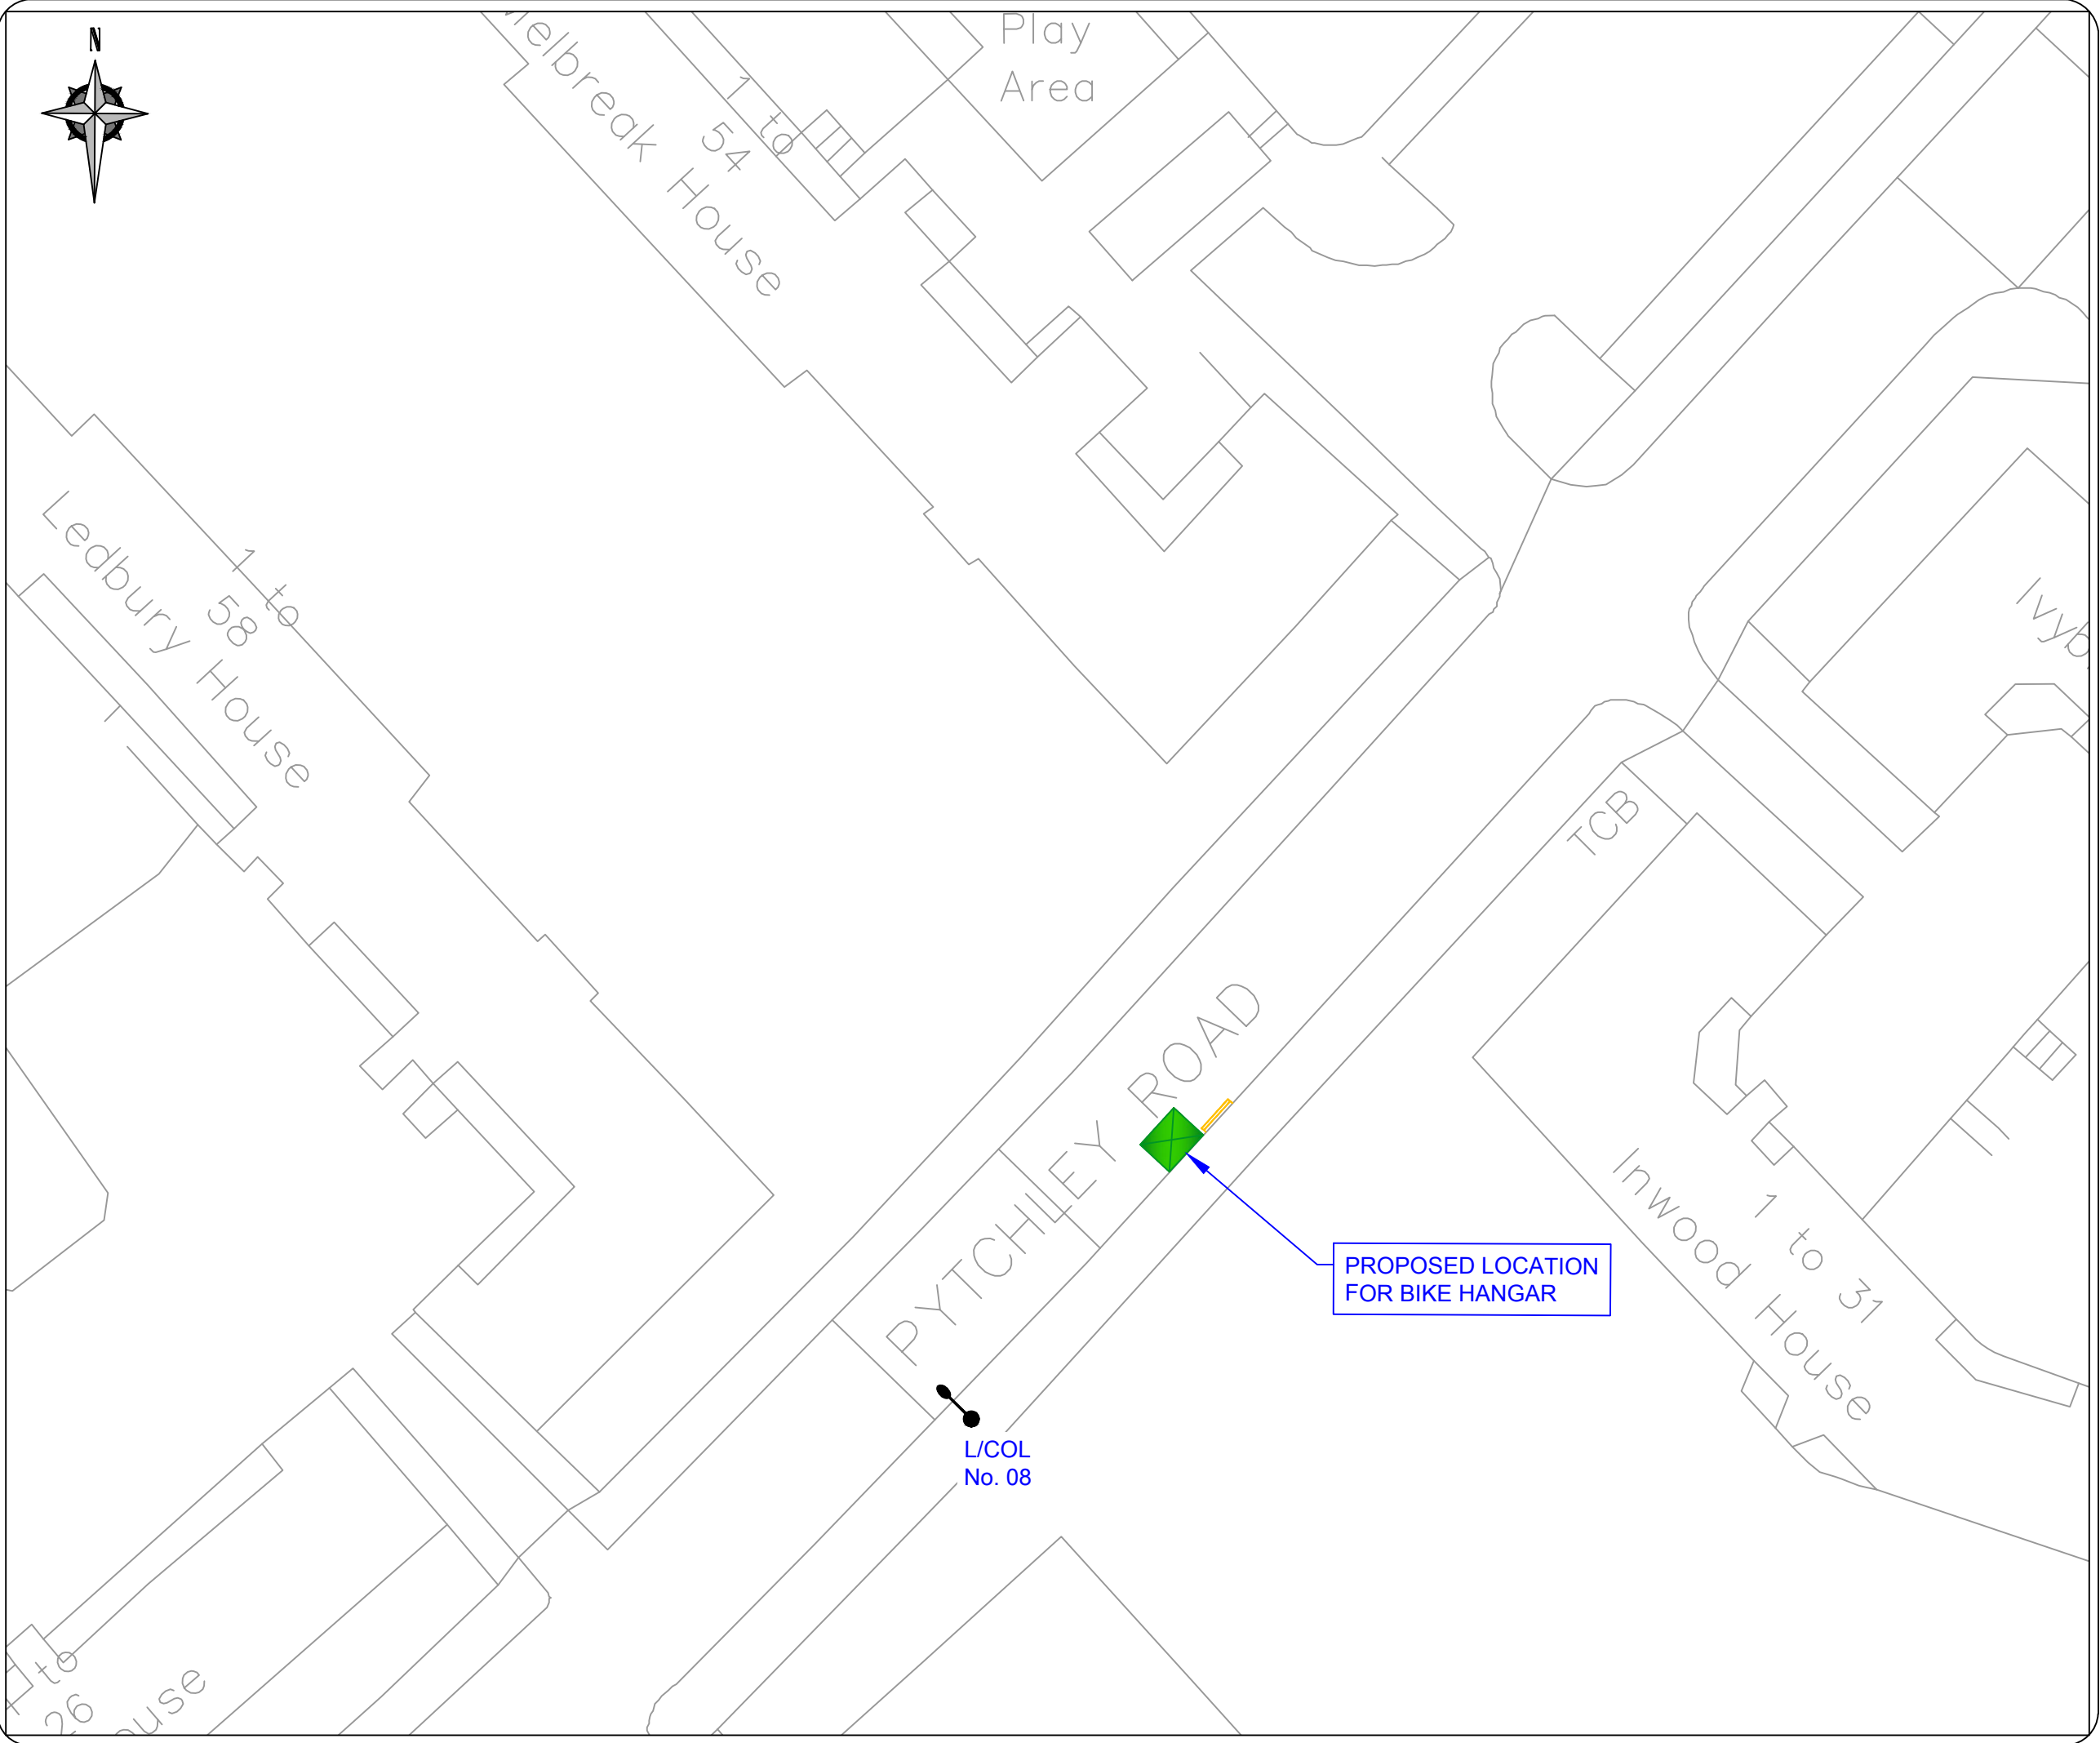 N
Play
Area
elbreak House
1 to
54
Ledbury House
1 to
58
TCB
PYTCHLEY ROAD
PROPOSED LOCATION
FOR BIKE HANGAR
L/COL
No. 08
Inwood House
1 to 31
to
26
ouse